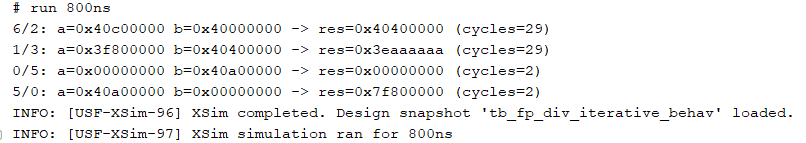 # run 800ns
6/2: a=0x40c00000 b=0x40000000 -> res=0x40400000 (cycles=29)
1/3: a=0x3f800000 b=0x40400000 -> res=0x3eaaaaaa (cycles=29)
0/5: a=0x00000000 b=0x40a00000 -> res=0x00000000 (cycles=2)
5/0: a=0x40a00000 b=0x00000000 -> res=0x7f800000 (cycles=2)
INFO: [USF-XSim-96] XSim completed. Design snapshot 'tb_fp_div_iterative_behav' loaded.
INFO: [USF-XSim-97] XSim simulation ran for 800ns